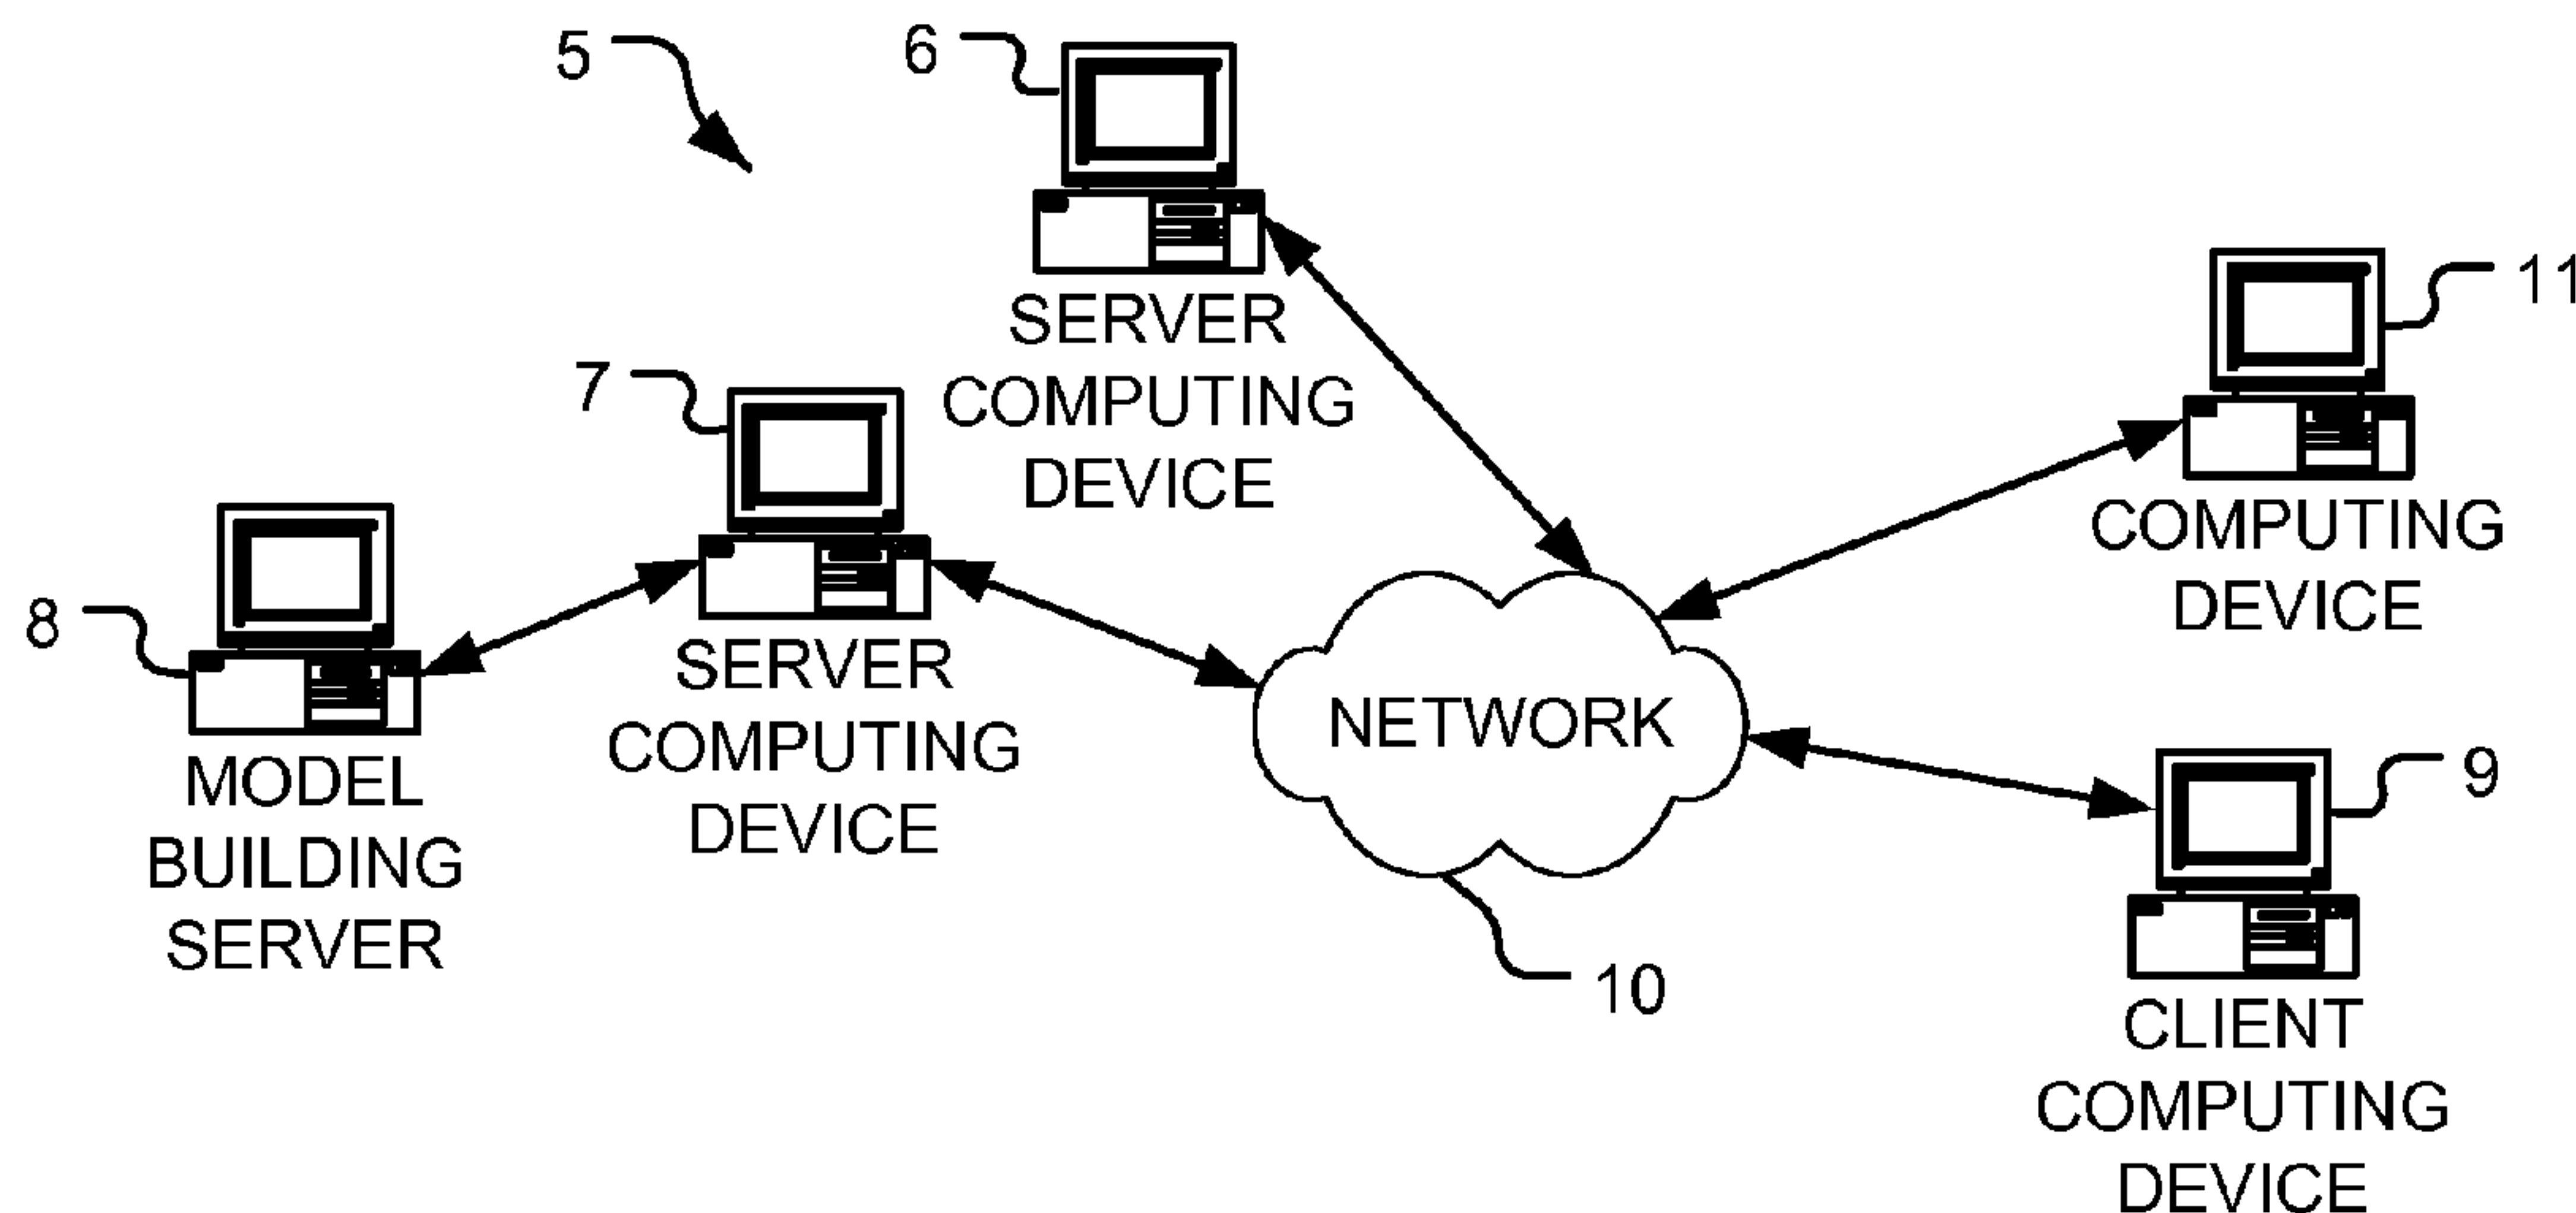 5
6
SERVER
COMPUTING
DEVICE
11
COMPUTING
DEVICE
7
SERVER
COMPUTING
DEVICE
8
MODEL
BUILDING
SERVER
NETWORK
10
9
CLIENT
COMPUTING
DEVICE